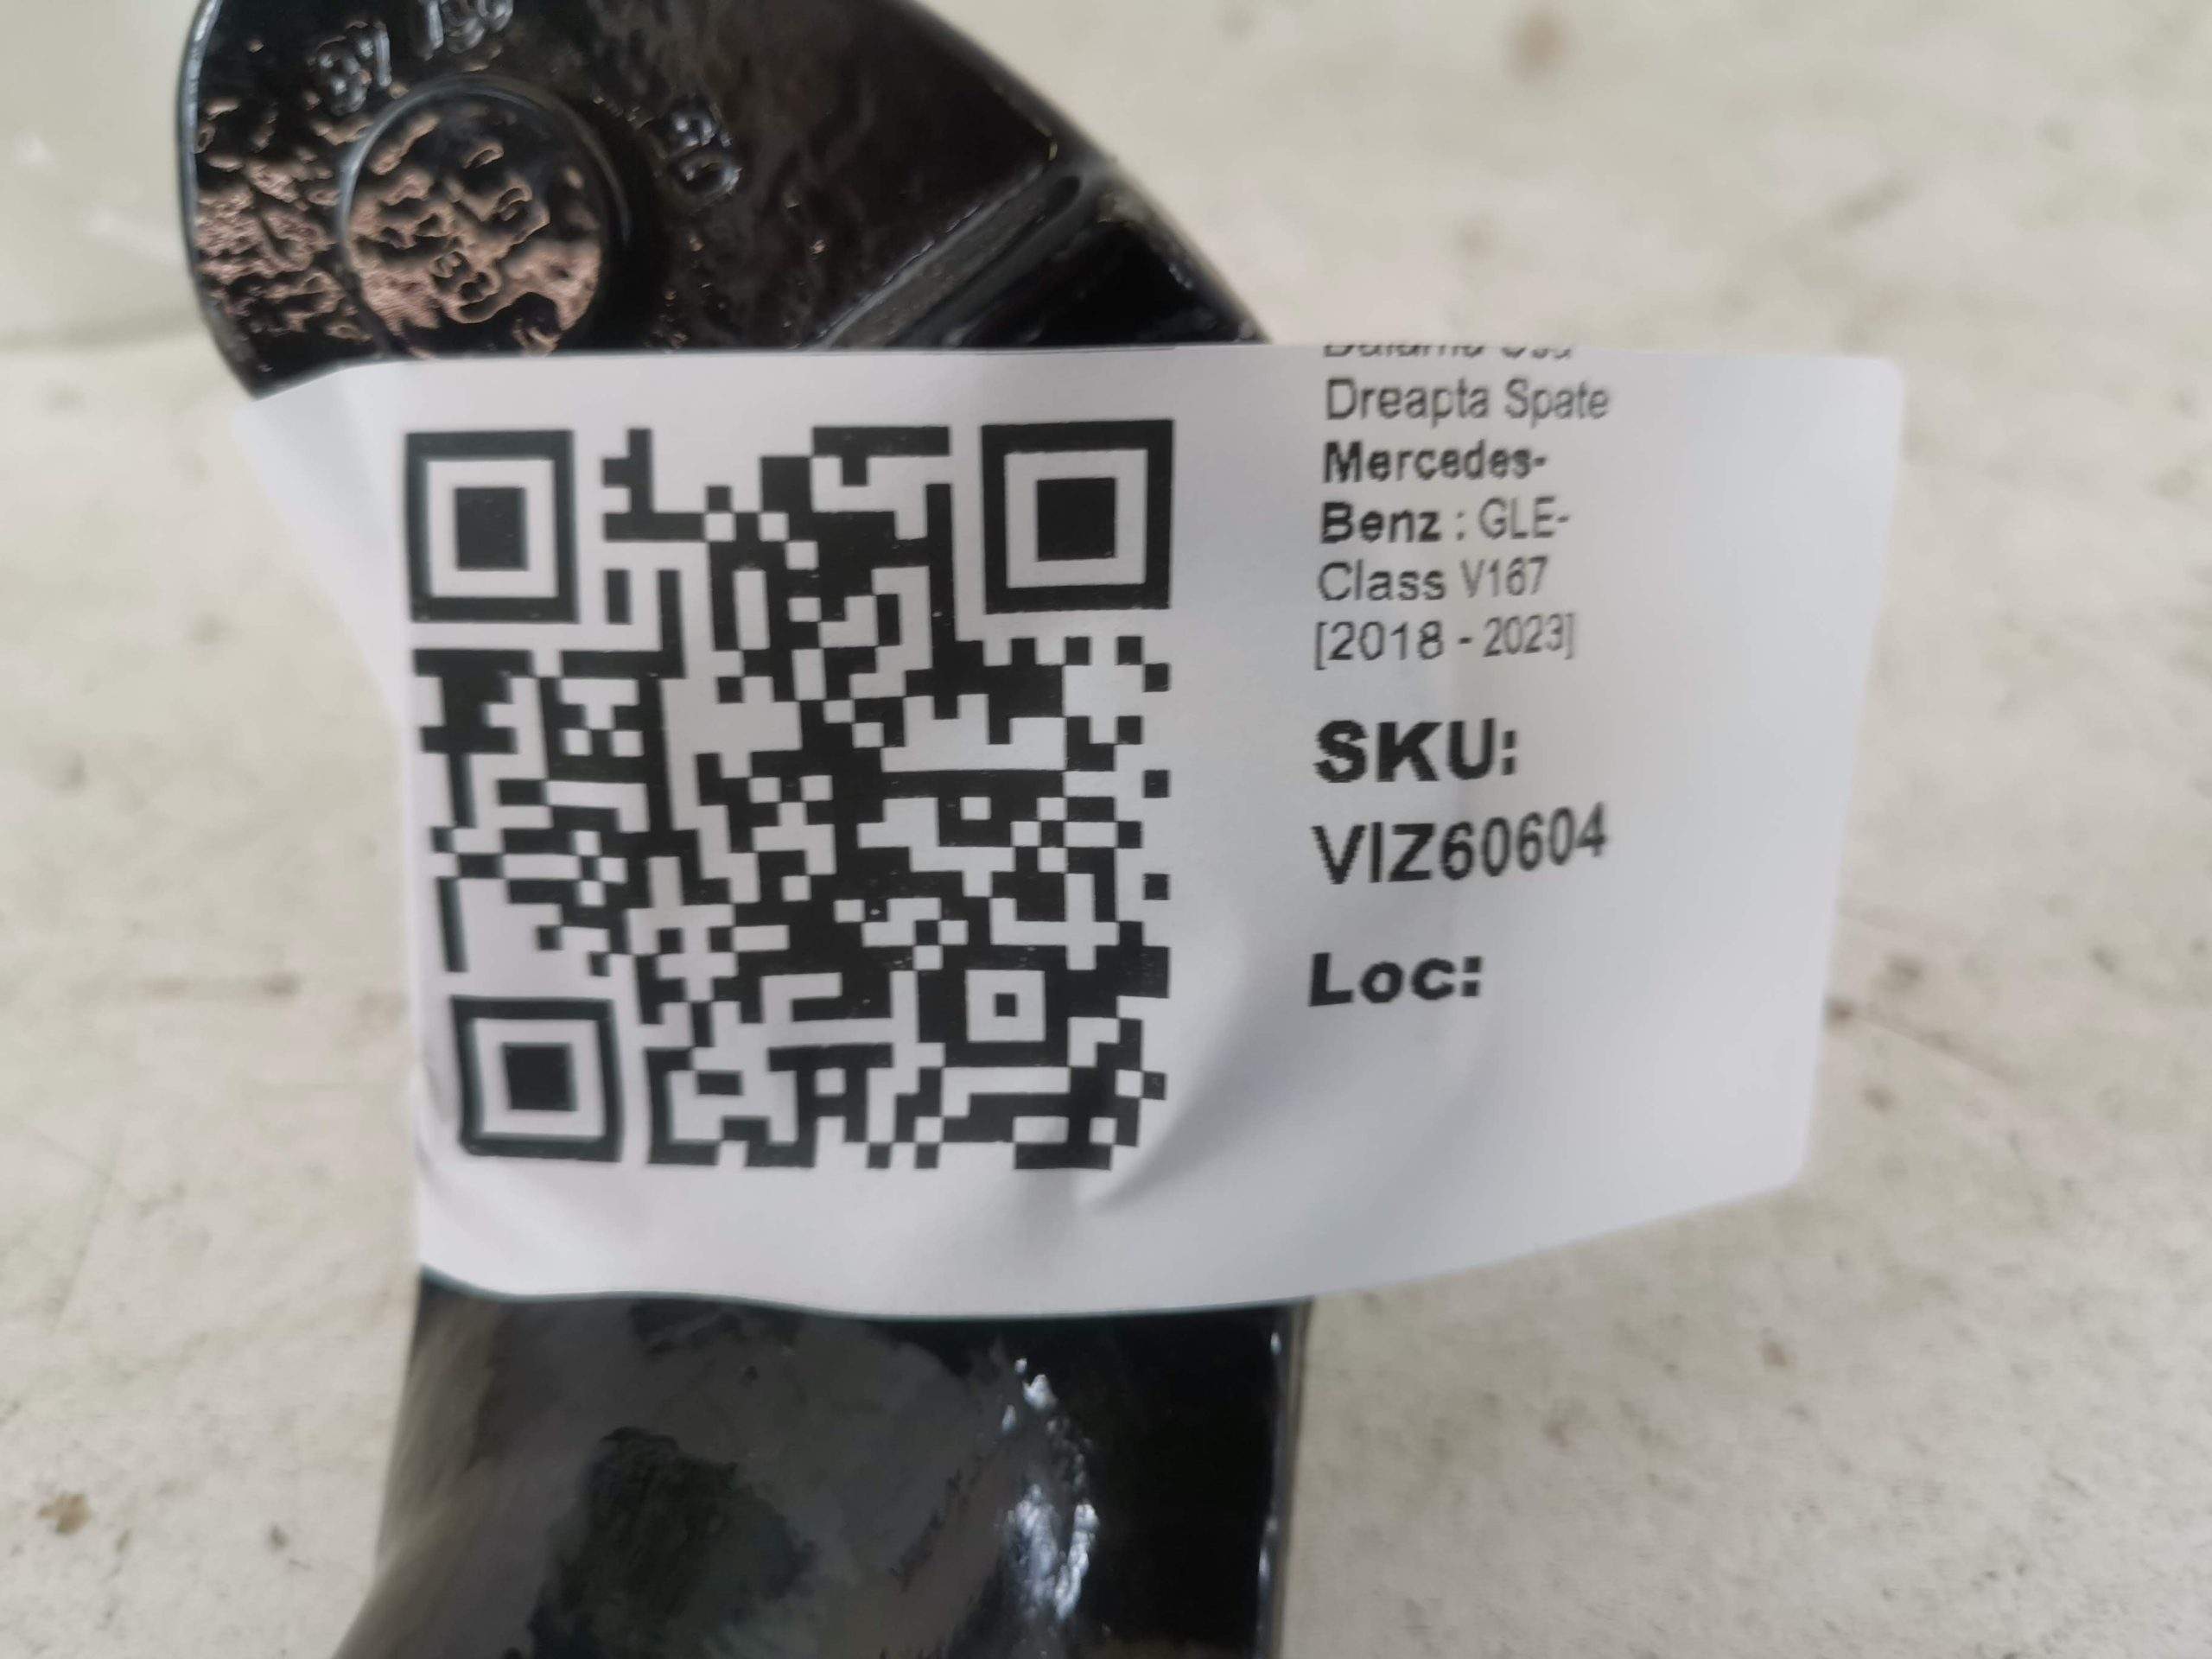 Dreapta Spate
Mercedes-
Benz : GLE-
Class V167
[2018 - 2023]
SKU:
VIZ60604
Loc: